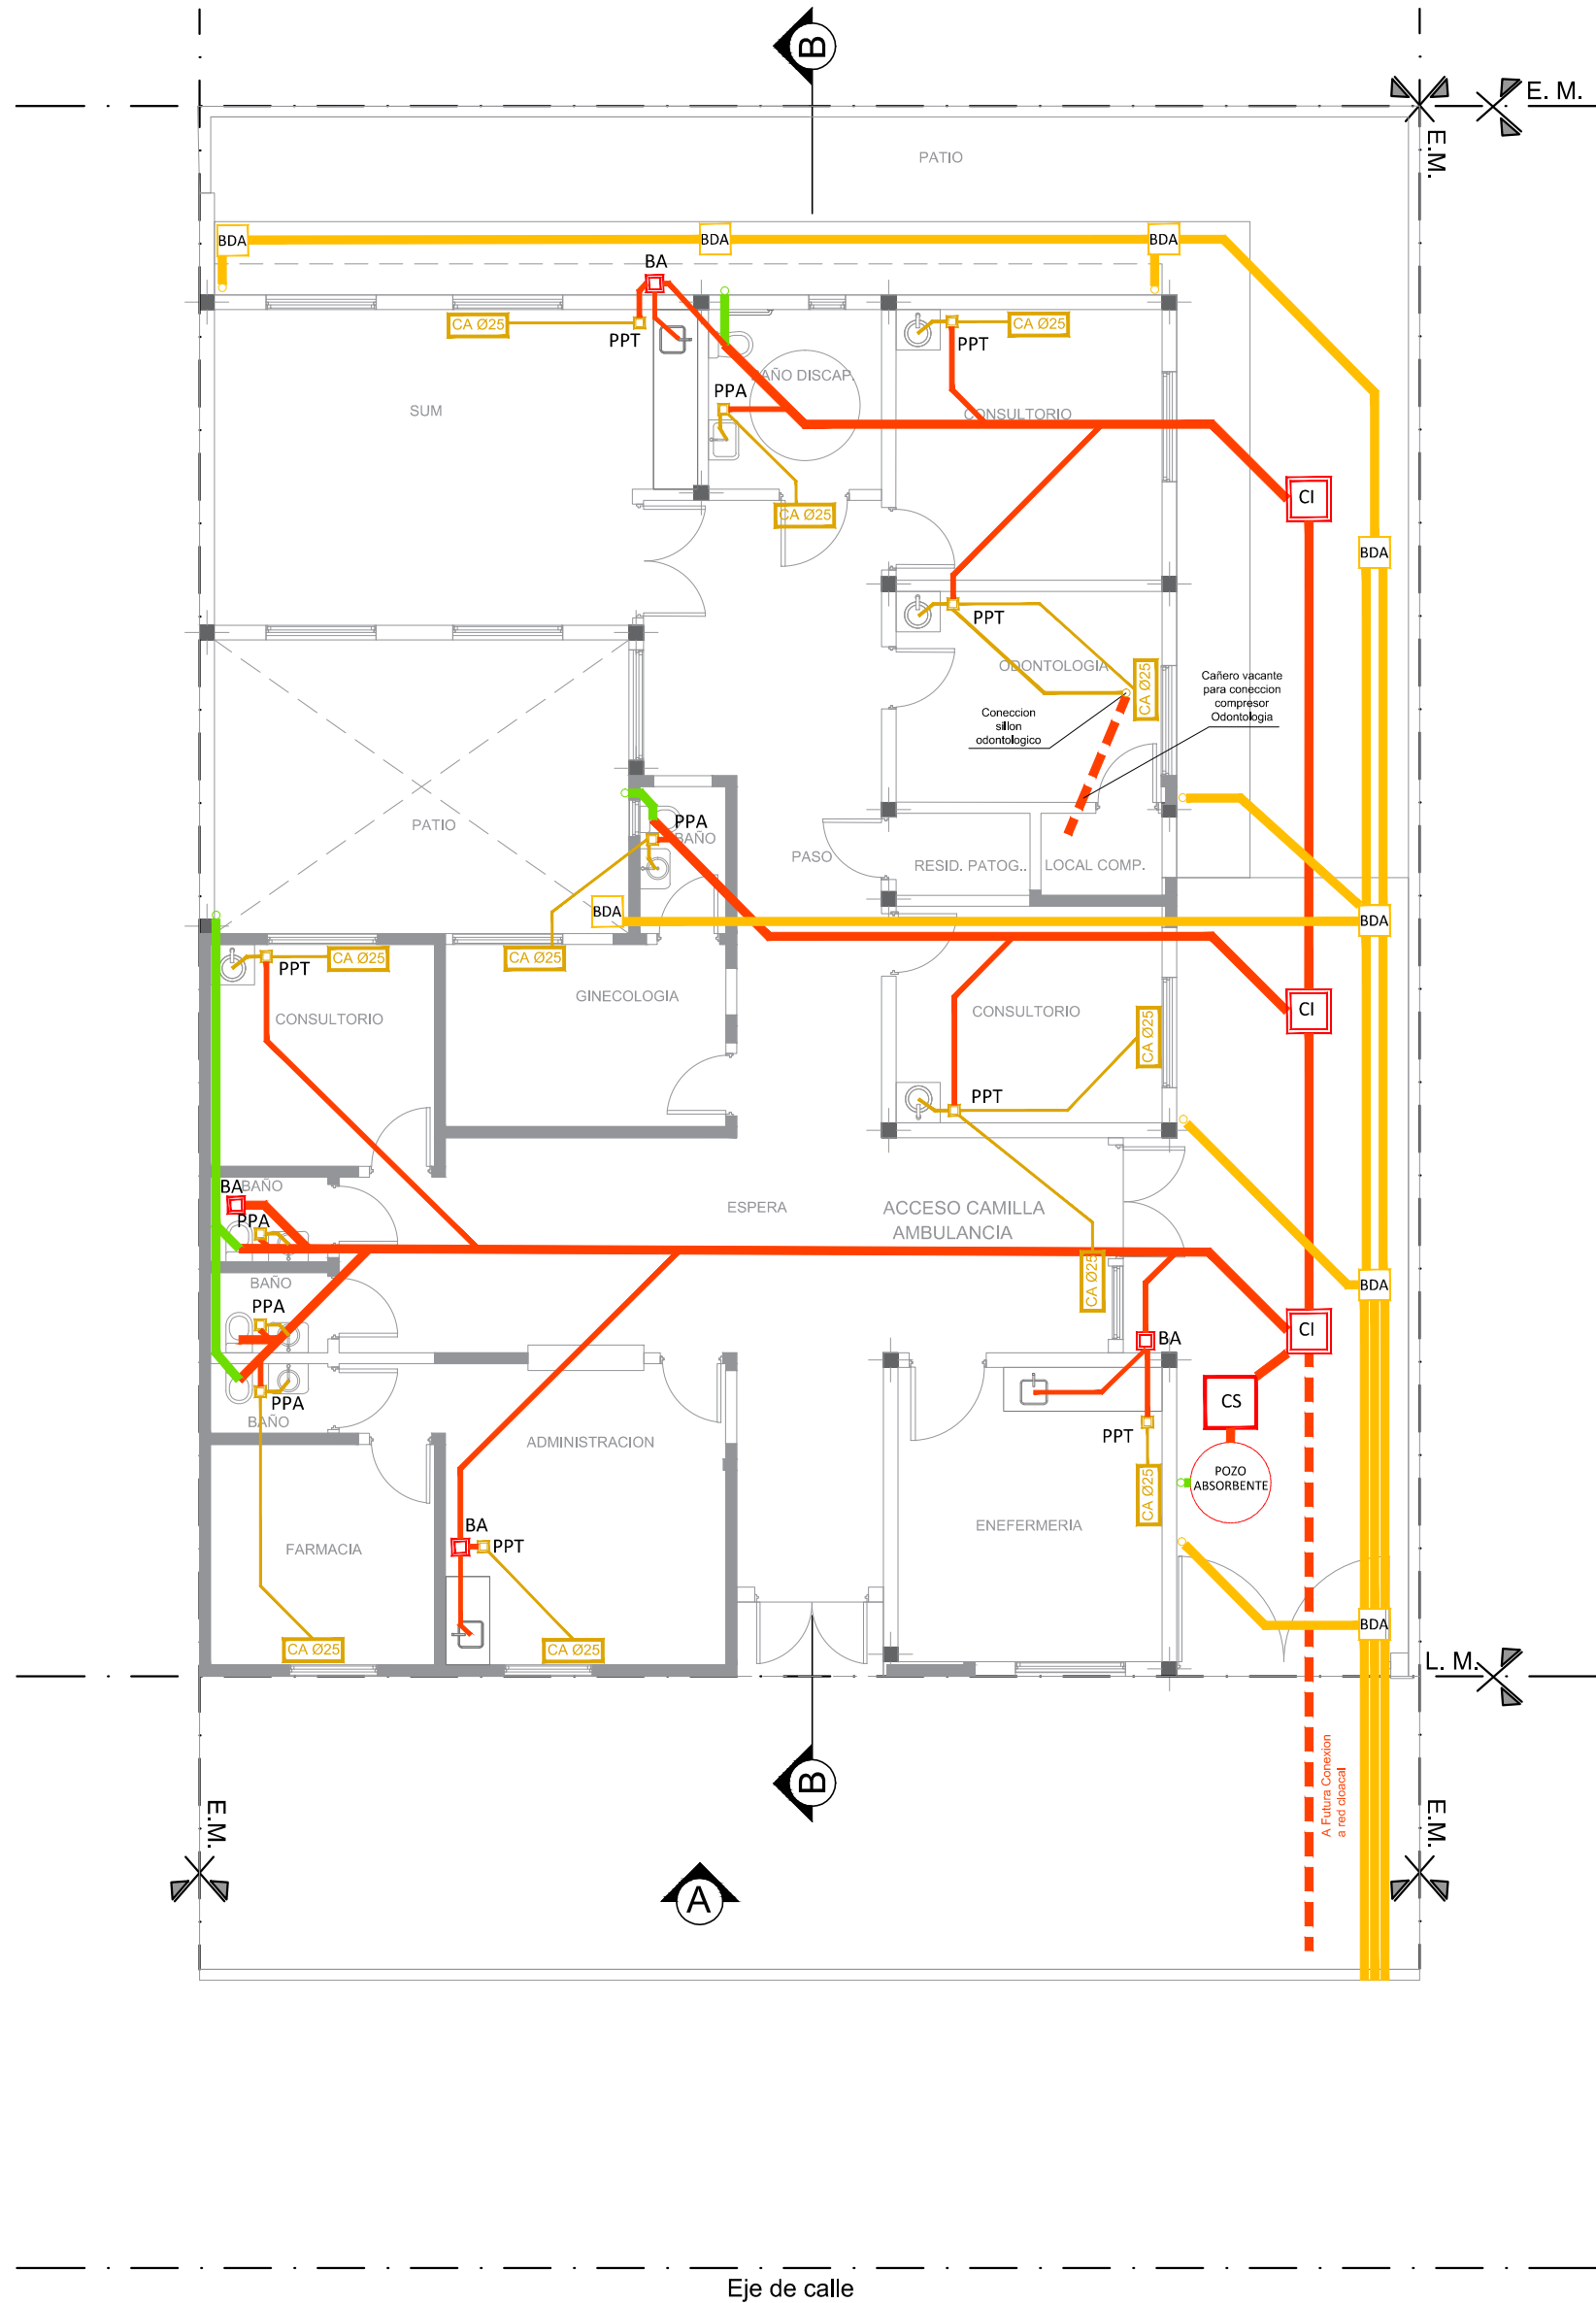 B
E. M.
E.M.
PATIO
BDA
BDA
BDA
BA
CA Ø25
PPT
CA Ø25
PPT
AÑO DISCAP.
PPA
SUM
CONSULTORIO
CI
CA Ø25
BDA
PPT
ODONTOLOGIA
CA Ø25
Cañero vacante
para coneccion
compresor
Odontologia
Coneccion
sillon
odontologico
PATIO
PPA
BAÑO
PASO
RESID. PATOG..
LOCAL COMP.
BDA
BDA
PPT
CA Ø25
CA Ø25
GINECOLOGIA
CONSULTORIO
CONSULTORIO
CI
CA Ø25
PPT
BA
BAÑO
PPA
ESPERA
ACCESO CAMILLA
AMBULANCIA
BAÑO
CA Ø25
BDA
PPA
CI
BA
PPA
BAÑO
CS
ADMINISTRACION
PPT
POZO
ABSORBENTE
CA Ø25
BA
PPT
FARMACIA
ENEFERMERIA
CA Ø25
CA Ø25
BDA
L. M.
B
A Futura Conexion
a red cloacal
E.M.
E.M.
A
Eje de calle